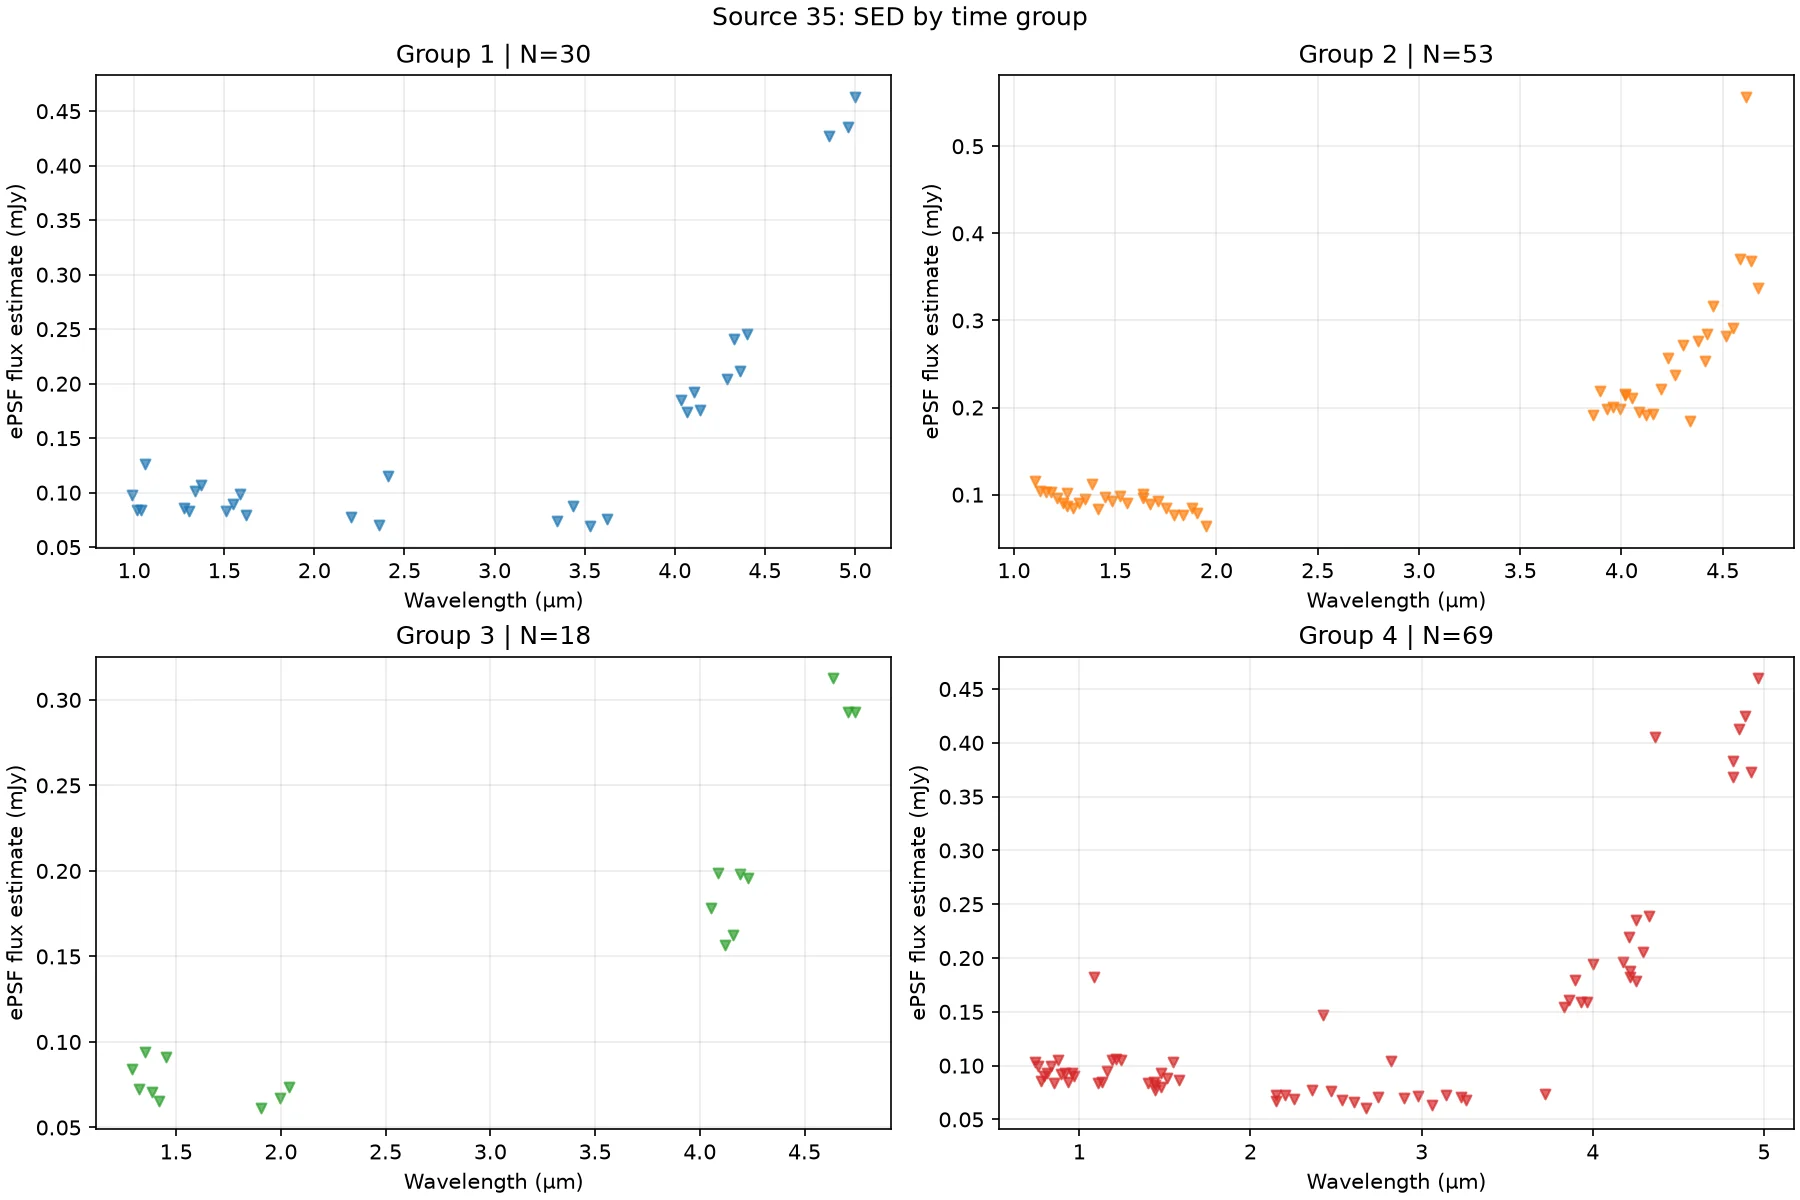 Source 35: SED by time group
Group 1 | N=30
ePSF flux estimate (mJy)
0.45
0.40
0.35
0.30
0.25
0.20
0.15
0.10
0.05
1.0 1.5 2.0 2.5 3.0 3.5 4.0 4.5 5.0
Wavelength (µm)
Group 2 | N=53
ePSF flux estimate (mJy)
0.5
0.4
0.3
0.2
0.1
1.0 1.5 2.0 2.5 3.0 3.5 4.0 4.5
Wavelength (µm)
Group 3 | N=18
ePSF flux estimate (mJy)
0.30
0.25
0.20
0.15
0.10
0.05
1.5 2.0 2.5 3.0 3.5 4.0 4.5
Wavelength (µm)
Group 4 | N=69
ePSF flux estimate (mJy)
0.45
0.40
0.35
0.30
0.25
0.20
0.15
0.10
0.05
1 2 3 4 5
Wavelength (µm)